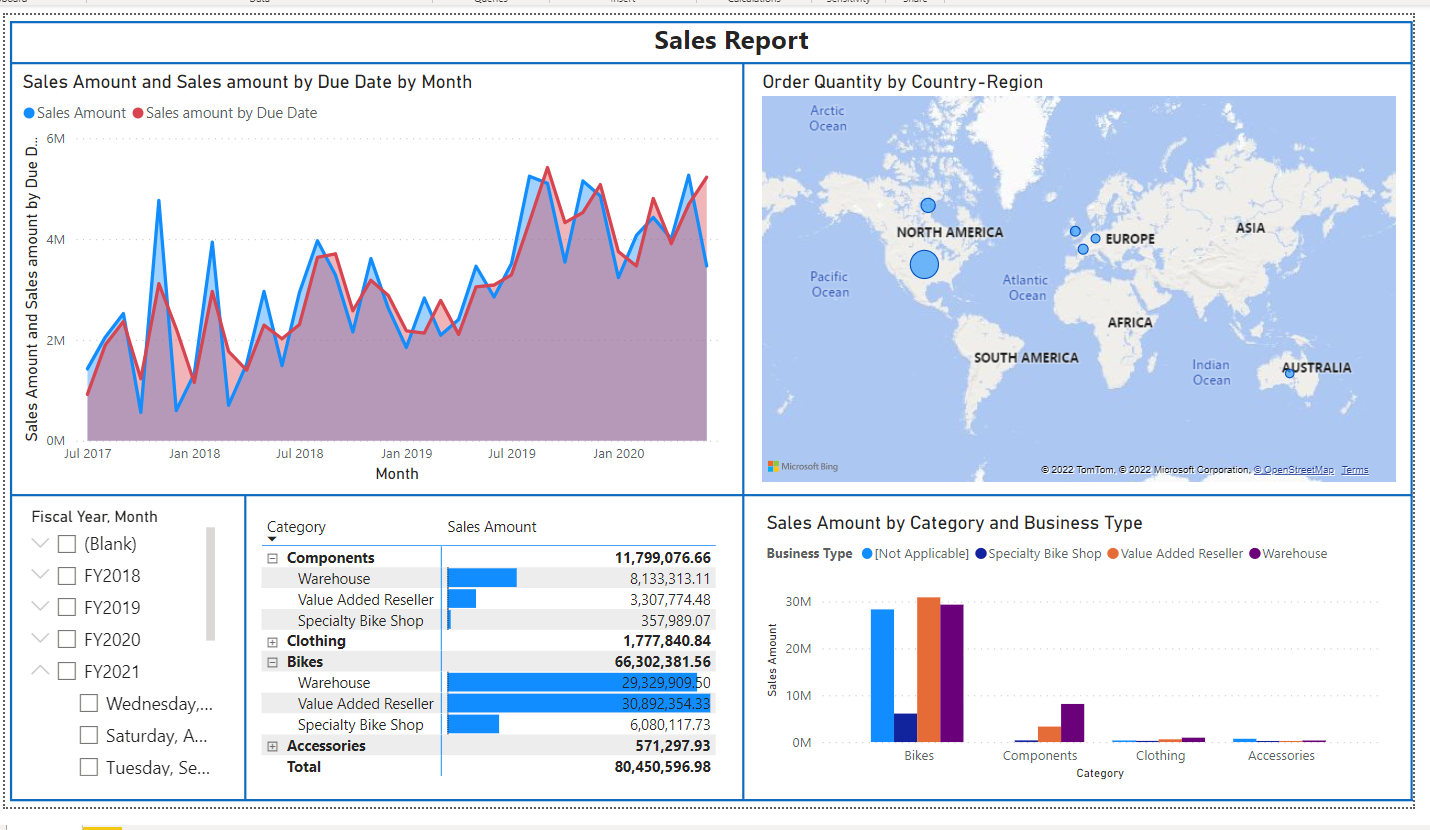 Sales Report
Sales Amount and Sales amount by Due Date by Month
Sales Amount Sales amount by Due Date
Sales Amount and Sales amount by Due D...
6M
4M
2M
0M
Jul 2017 Jan 2018 Jul 2018 Jan 2019 Jul 2019 Jan 2020
Month
Order Quantity by Country-Region
Arctic
Ocean
NORTH AMERICA
EUROPE
ASIA
Pacific
Ocean
Atlantic
Ocean
AFRICA
SOUTH AMERICA
Indian
Ocean
AUSTRALIA
Microsoft Bing
© 2022 TomTom, © 2022 Microsoft Corporation, © OpenStreetMap Terms
Fiscal Year, Month
(Blank)
FY2018
FY2019
FY2020
FY2021
Wednesday,...
Saturday, A...
Tuesday, Se...
Category Sales Amount
Components 11,799,076.66
Warehouse 8,133,313.11
Value Added Reseller 3,307,774.48
Specialty Bike Shop 357,989.07
Clothing 1,777,840.84
Bikes 66,302,381.56
Warehouse 29,329,909.50
Value Added Reseller 30,892,354.33
Specialty Bike Shop 6,080,117.73
Accessories 571,297.93
Total 80,450,596.98
Sales Amount by Category and Business Type
Business Type [Not Applicable] Specialty Bike Shop Value Added Reseller Warehouse
Sales Amount
30M
20M
10M
0M
Bikes Components Clothing Accessories
Category